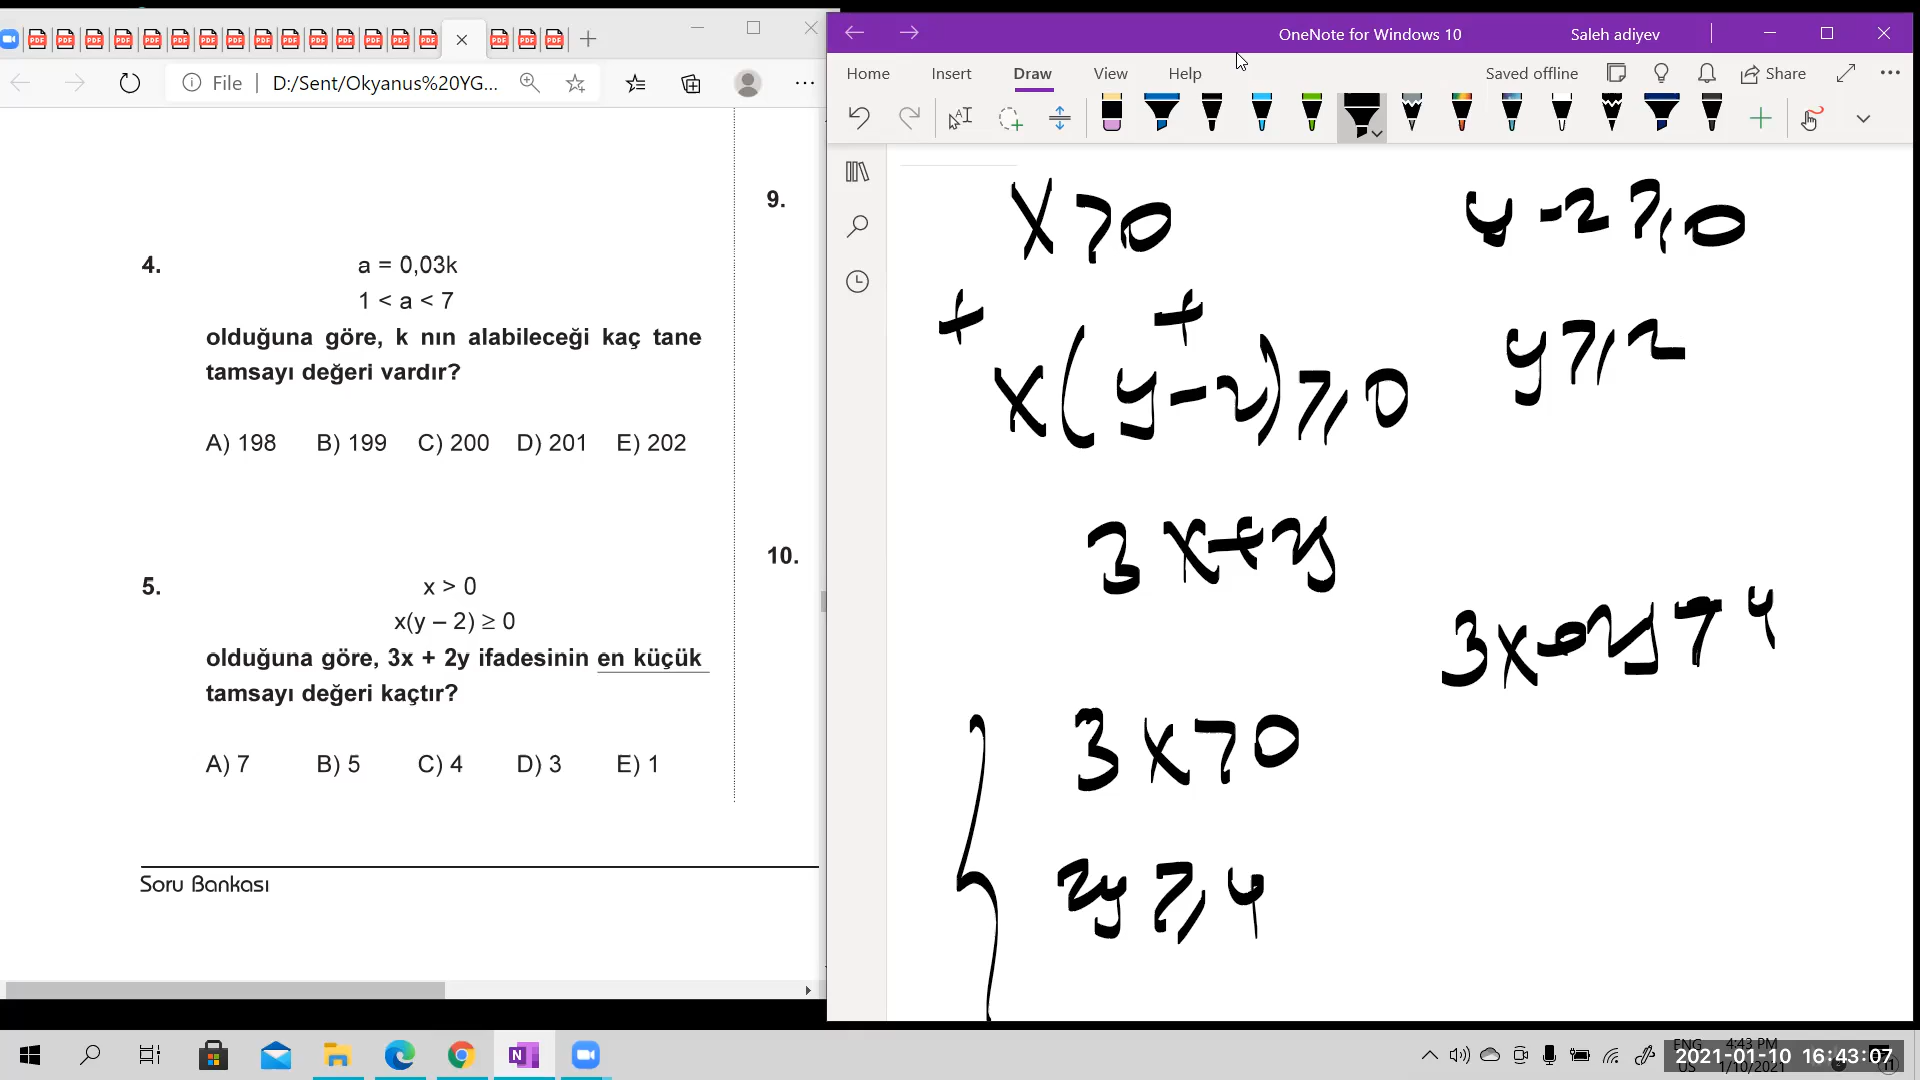 File
D:/Sent/Okyanus%20YG...
4.
a = 0,03k
1 < a < 7
olduğuna göre, k nın alabileceği kaç tane
tamsayı değeri vardır?
A) 198 B) 199 C) 200 D) 201 E) 202
5.
x > 0
x(y – 2) ≥ 0
olduğuna göre, 3x + 2y ifadesinin en küçük
tamsayı değeri kaçtır?
A) 7 B) 5 C) 4 D) 3 E) 1
Soru Bankası
9.
10.
OneNote for Windows 10
Saleh adiyev
Home Insert Draw View Help
Saved offline
Share
x > 0
y - 2 ≥ 0
+ +
x(y - 2) ≥ 0
y ≥ 2
3x + 2y
3x + 2y > 4
3x > 0
2y ≥ 4
ENG
US
4:43 PM
1/10/2021
2021-01-10 16:43:07